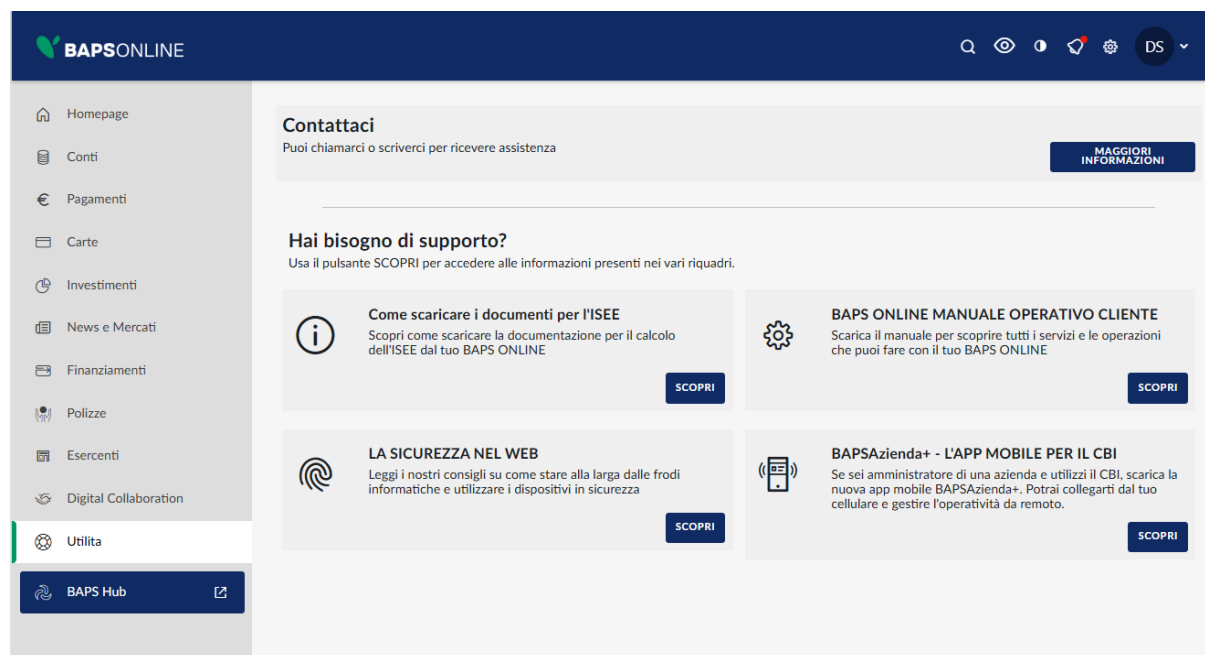 BAPSONLINE
DS
Homepage
Conti
Pagamenti
Carte
Investimenti
News e Mercati
Finanziamenti
Polizze
Esercenti
Digital Collaboration
Utilita
BAPS Hub
Contattaci
Puoi chiamarci o scriverci per ricevere assistenza
MAGGIORI
INFORMAZIONI
Hai bisogno di supporto?
Usa il pulsante SCOPRI per accedere alle informazioni presenti nei vari riquadri.
Come scaricare i documenti per l'ISEE
Scopri come scaricare la documentazione per il calcolo
dell'ISEE dal tuo BAPS ONLINE
SCOPRI
BAPS ONLINE MANUALE OPERATIVO CLIENTE
Scarica il manuale per scoprire tutti i servizi e le operazioni
che puoi fare con il tuo BAPS ONLINE
SCOPRI
LA SICUREZZA NEL WEB
Leggi i nostri consigli su come stare alla larga dalle frodi
informatiche e utilizzare i dispositivi in sicurezza
SCOPRI
BAPSAzienda+ - L'APP MOBILE PER IL CBI
Se sei amministratore di una azienda e utilizzi il CBI, scarica la
nuova app mobile BAPSAzienda+. Potrai collegarti dal tuo
cellulare e gestire l'operatività da remoto.
SCOPRI